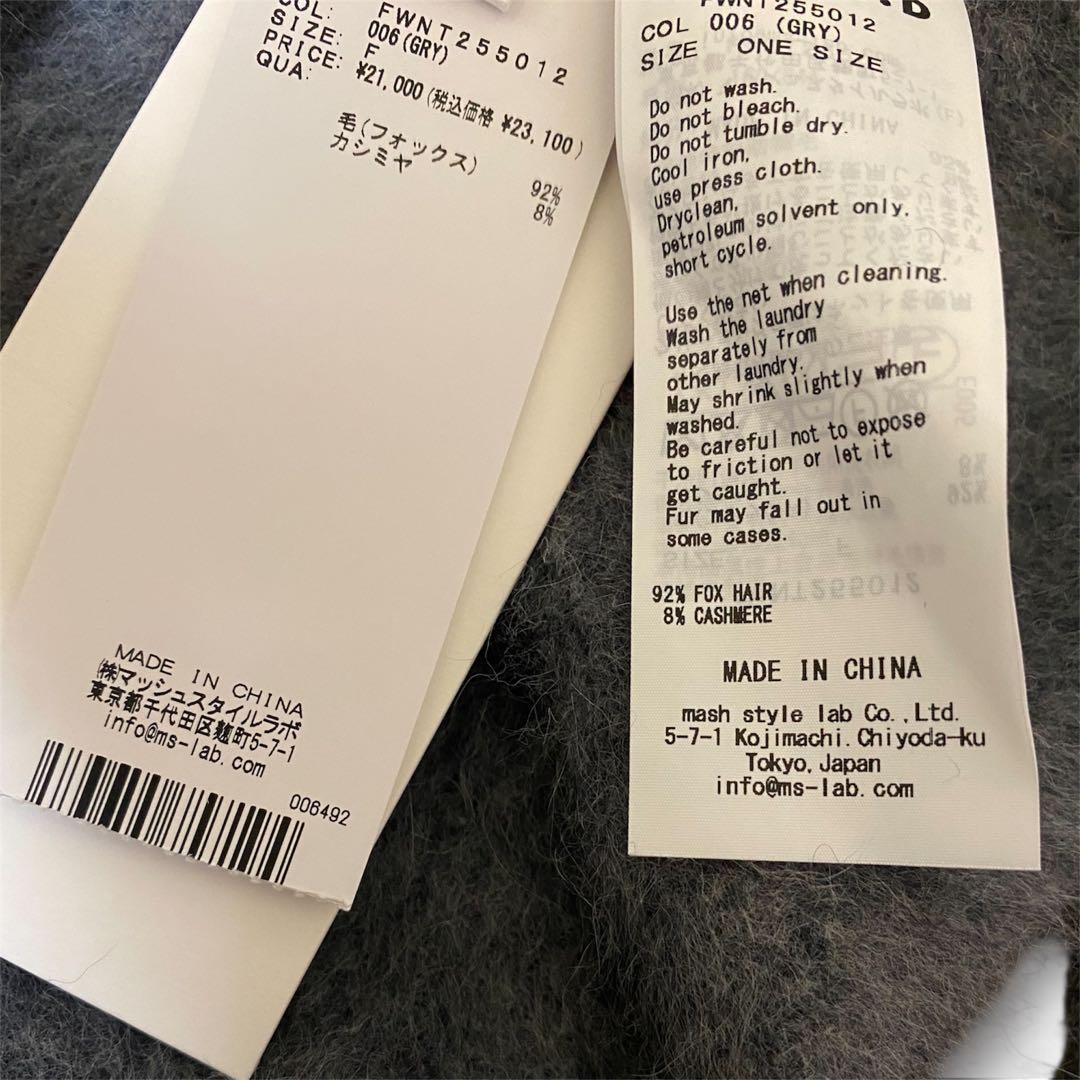 COL: FWNT255012
SIZE: 006(GRY)
PRICE: F
QUA: ¥21,000(税込価格 ¥23,100)
毛(フォックス) 92%
カシミヤ 8%
MADE IN CHINA
(株)マッシュスタイルラボ
東京都千代田区麹町5-7-1
info@ms-lab.com
006492
FWNT255012
COL 006 (GRY)
SIZE ONE SIZE
Do not wash.
Do not bleach.
Do not tumble dry.
Cool iron,
use press cloth.
Dryclean,
petroleum solvent only,
short cycle.
Use the net when cleaning.
Wash the laundry
separately from
other laundry.
May shrink slightly when
washed.
Be careful not to expose
to friction or let it
get caught.
Fur may fall out in
some cases.
92% FOX HAIR
8% CASHMERE
MADE IN CHINA
mash style lab Co.,Ltd.
5-7-1 Kojimachi.Chiyoda-ku
Tokyo,Japan
info@ms-lab.com